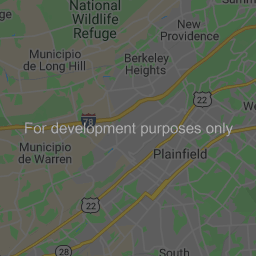 National
Wildlife
Refuge
New
Providence
Municipio
de Long Hill
Berkeley
Heights
22
78
For development purposes only
Municipio
de Warren
Plainfield
22
28
South